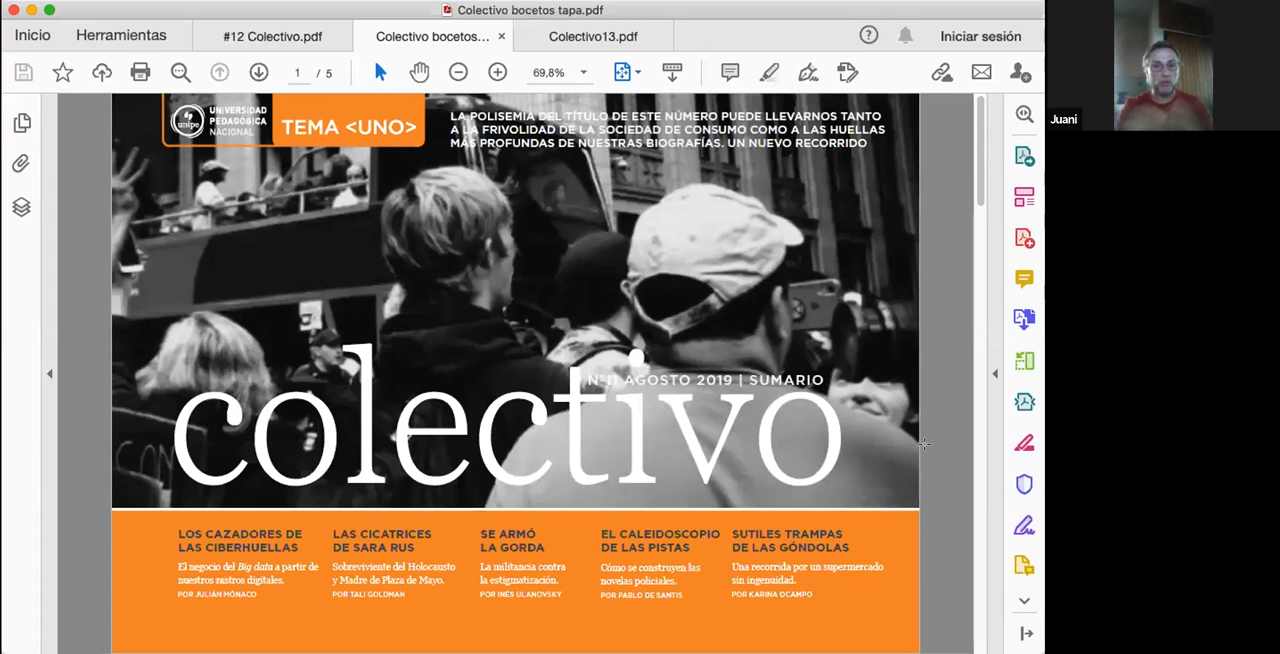 Colectivo bocetos tapa.pdf
Inicio
Herramientas
#12 Colectivo.pdf
Colectivo bocetos... ×
Colectivo13.pdf
Iniciar sesión
1 / 5
69,8%
Juani
unipe
UNIVERSIDAD
PEDAGÓGICA
NACIONAL
TEMA <UNO>
LA POLISEMIA DEL TÍTULO DE ESTE NÚMERO PUEDE LLEVARNOS TANTO
A LA FRIVOLIDAD DE LA SOCIEDAD DE CONSUMO COMO A LAS HUELLAS
MÁS PROFUNDAS DE NUESTRAS BIOGRAFÍAS. UN NUEVO RECORRIDO
Nº11 AGOSTO 2019 | SUMARIO
colectivo
LOS CAZADORES DE
LAS CIBERHUELLAS
El negocio del Big data a partir de
nuestros rastros digitales.
POR JULIÁN MÓNACO
LAS CICATRICES
DE SARA RUS
Sobreviviente del Holocausto
y Madre de Plaza de Mayo.
POR TALI GOLDMAN
SE ARMÓ
LA GORDA
La militancia contra
la estigmatización.
POR INÉS ULANOVSKY
EL CALEIDOSCOPIO
DE LAS PISTAS
Cómo se construyen las
novelas policiales.
POR PABLO DE SANTIS
SUTILES TRAMPAS
DE LAS GÓNDOLAS
Una recorrida por un supermercado
sin ingenuidad.
POR KARINA OCAMPO